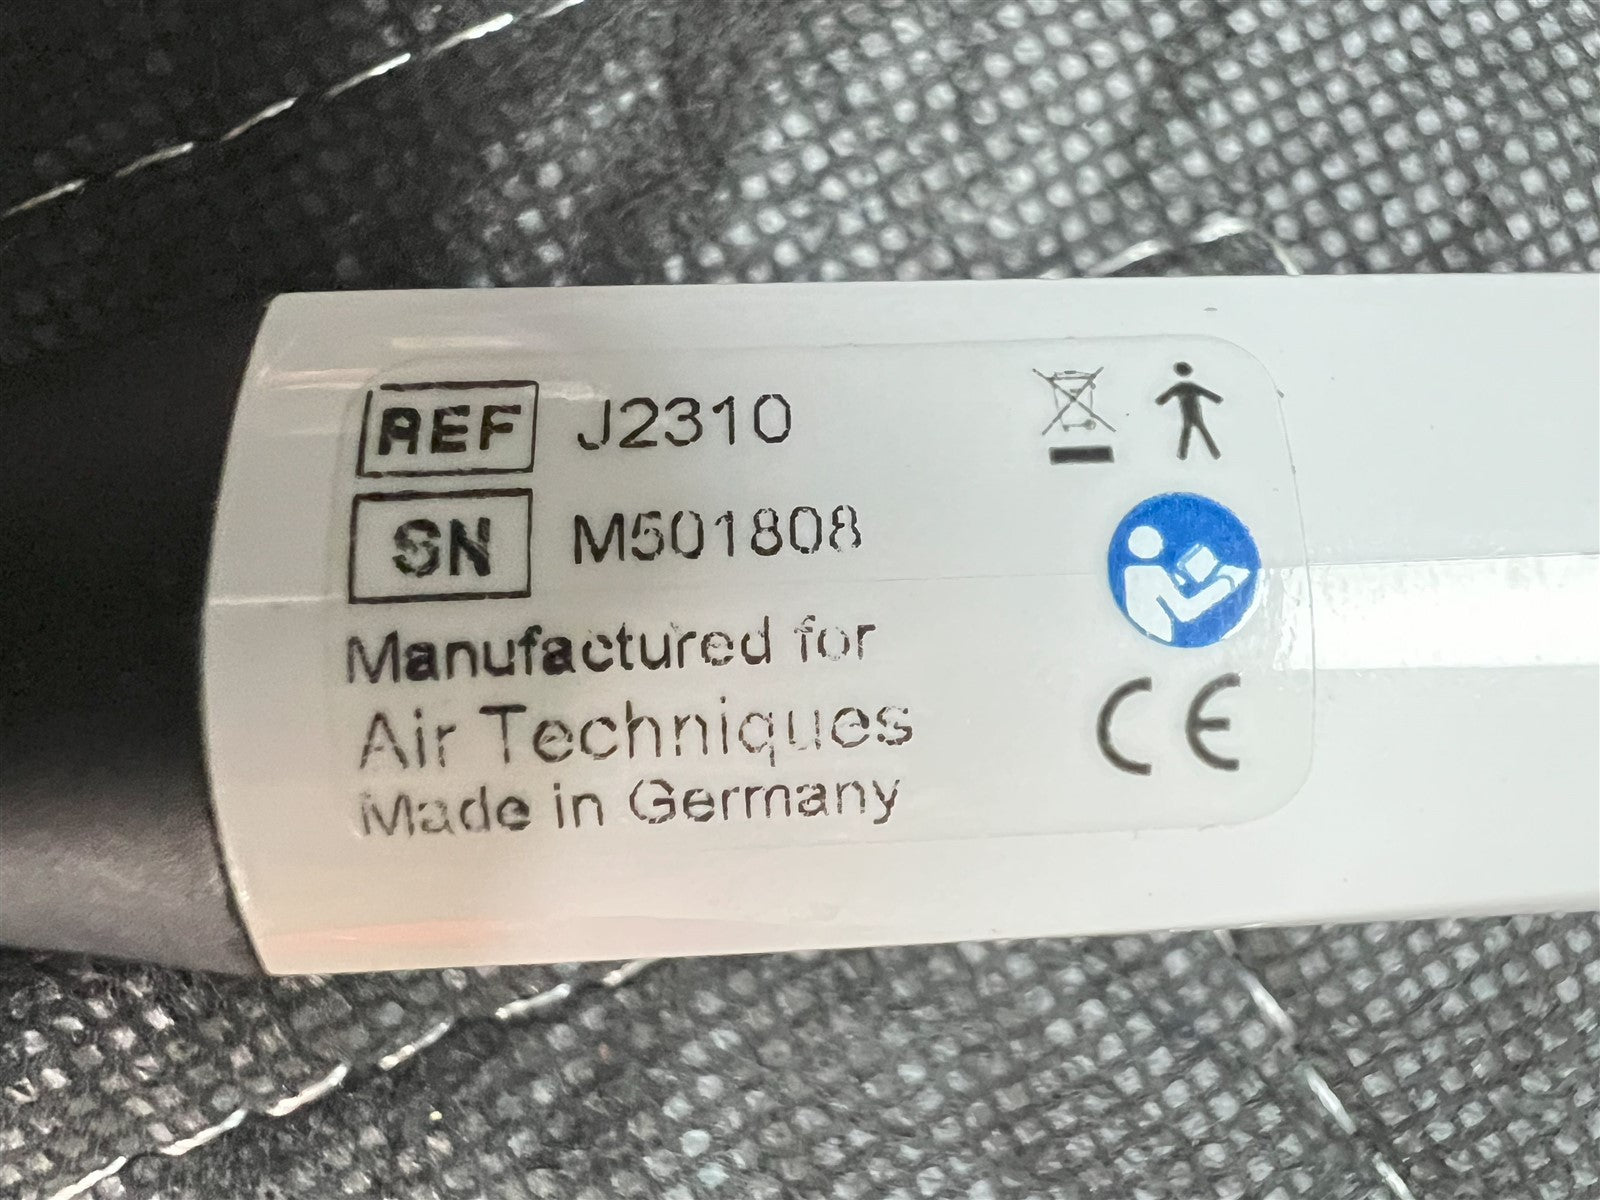 REF J2310
SN M501808
Manufactured for
Air Techniques
Made in Germany
CE